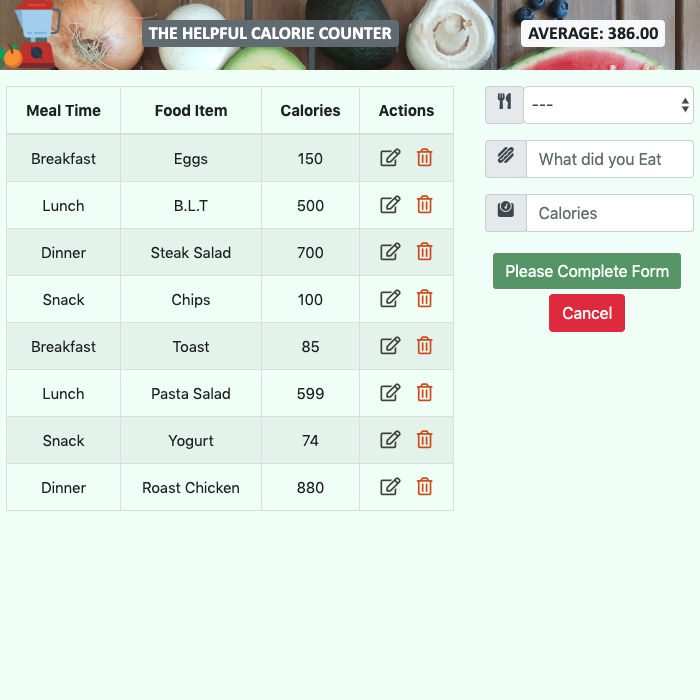 THE HELPFUL CALORIE COUNTER
AVERAGE: 386.00
Meal Time Food Item Calories Actions
Breakfast Eggs 150
Lunch B.L.T 500
Dinner Steak Salad 700
Snack Chips 100
Breakfast Toast 85
Lunch Pasta Salad 599
Snack Yogurt 74
Dinner Roast Chicken 880
---
What did you Eat
Calories
Please Complete Form
Cancel